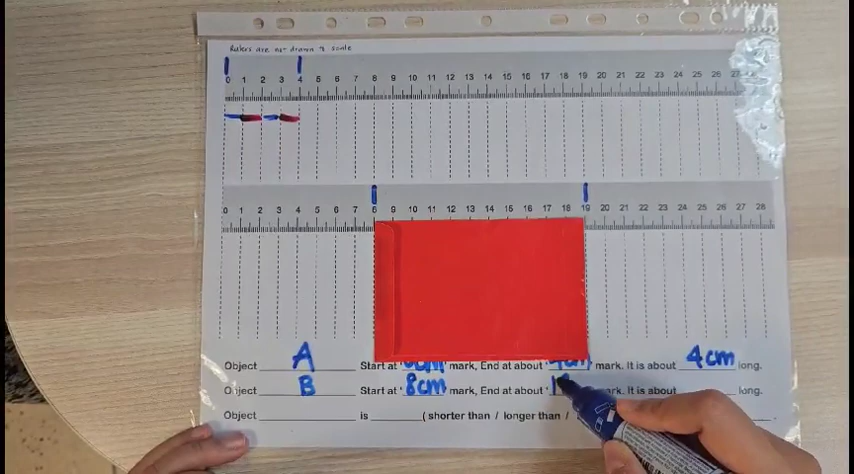 Rulers are not drawn to scale
0 1 2 3 4 5 6 7 8 9 10 11 12 13 14 15 16 17 18 19 20 21 22 23 24 25 26
0 1 2 3 4 5 6 7 8 9 10 11 12 13 14 15 16 17 18 19 20 21 22 23 24 25 26 27 28
Object A Start at ' mark, End at about ' mark. It is about 4cm long.
Object B Start at ' 8cm mark, End at about ' mark. It is about long.
Object is ( shorter than / longer than /